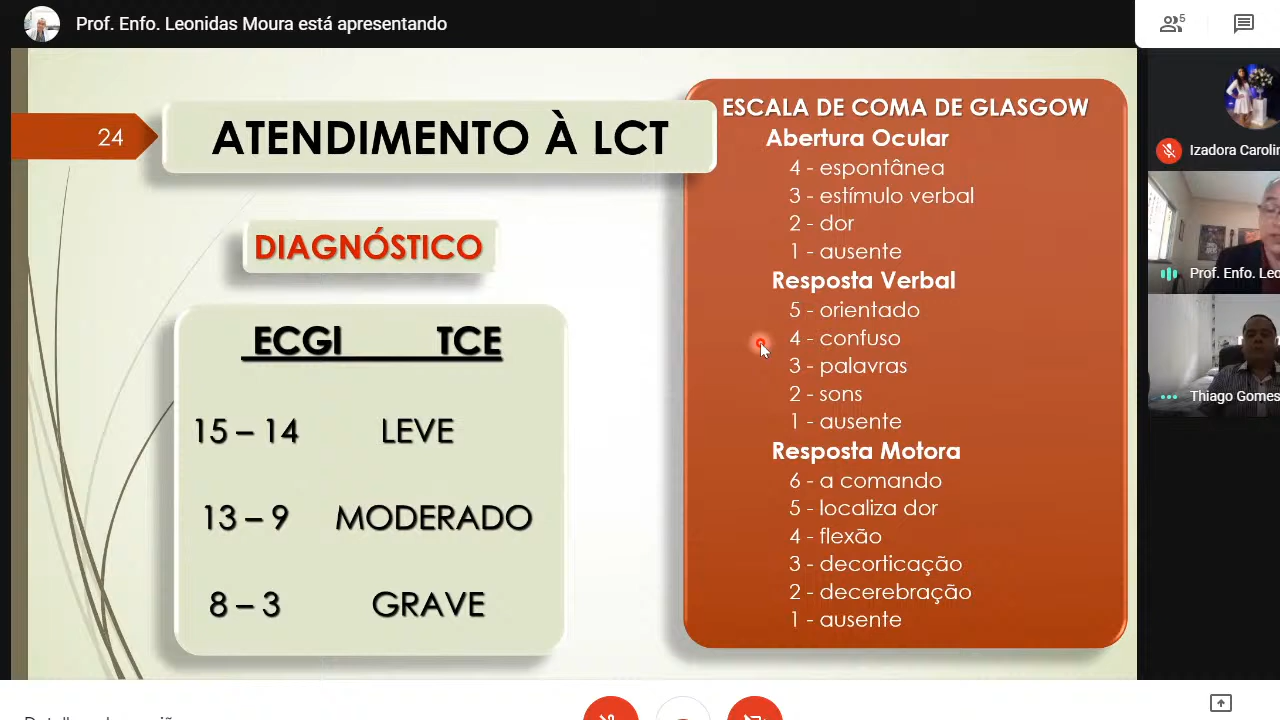 Prof. Enfo. Leonidas Moura está apresentando
5
24
ATENDIMENTO À LCT
DIAGNÓSTICO
ECGI TCE
15 – 14 LEVE
13 – 9 MODERADO
8 – 3 GRAVE
ESCALA DE COMA DE GLASGOW
Abertura Ocular
4 - espontânea
3 - estímulo verbal
2 - dor
1 - ausente
Resposta Verbal
5 - orientado
4 - confuso
3 - palavras
2 - sons
1 - ausente
Resposta Motora
6 - a comando
5 - localiza dor
4 - flexão
3 - decorticação
2 - decerebração
1 - ausente
Izadora Carolin
Prof. Enfo. Leo
Thiago Gomes